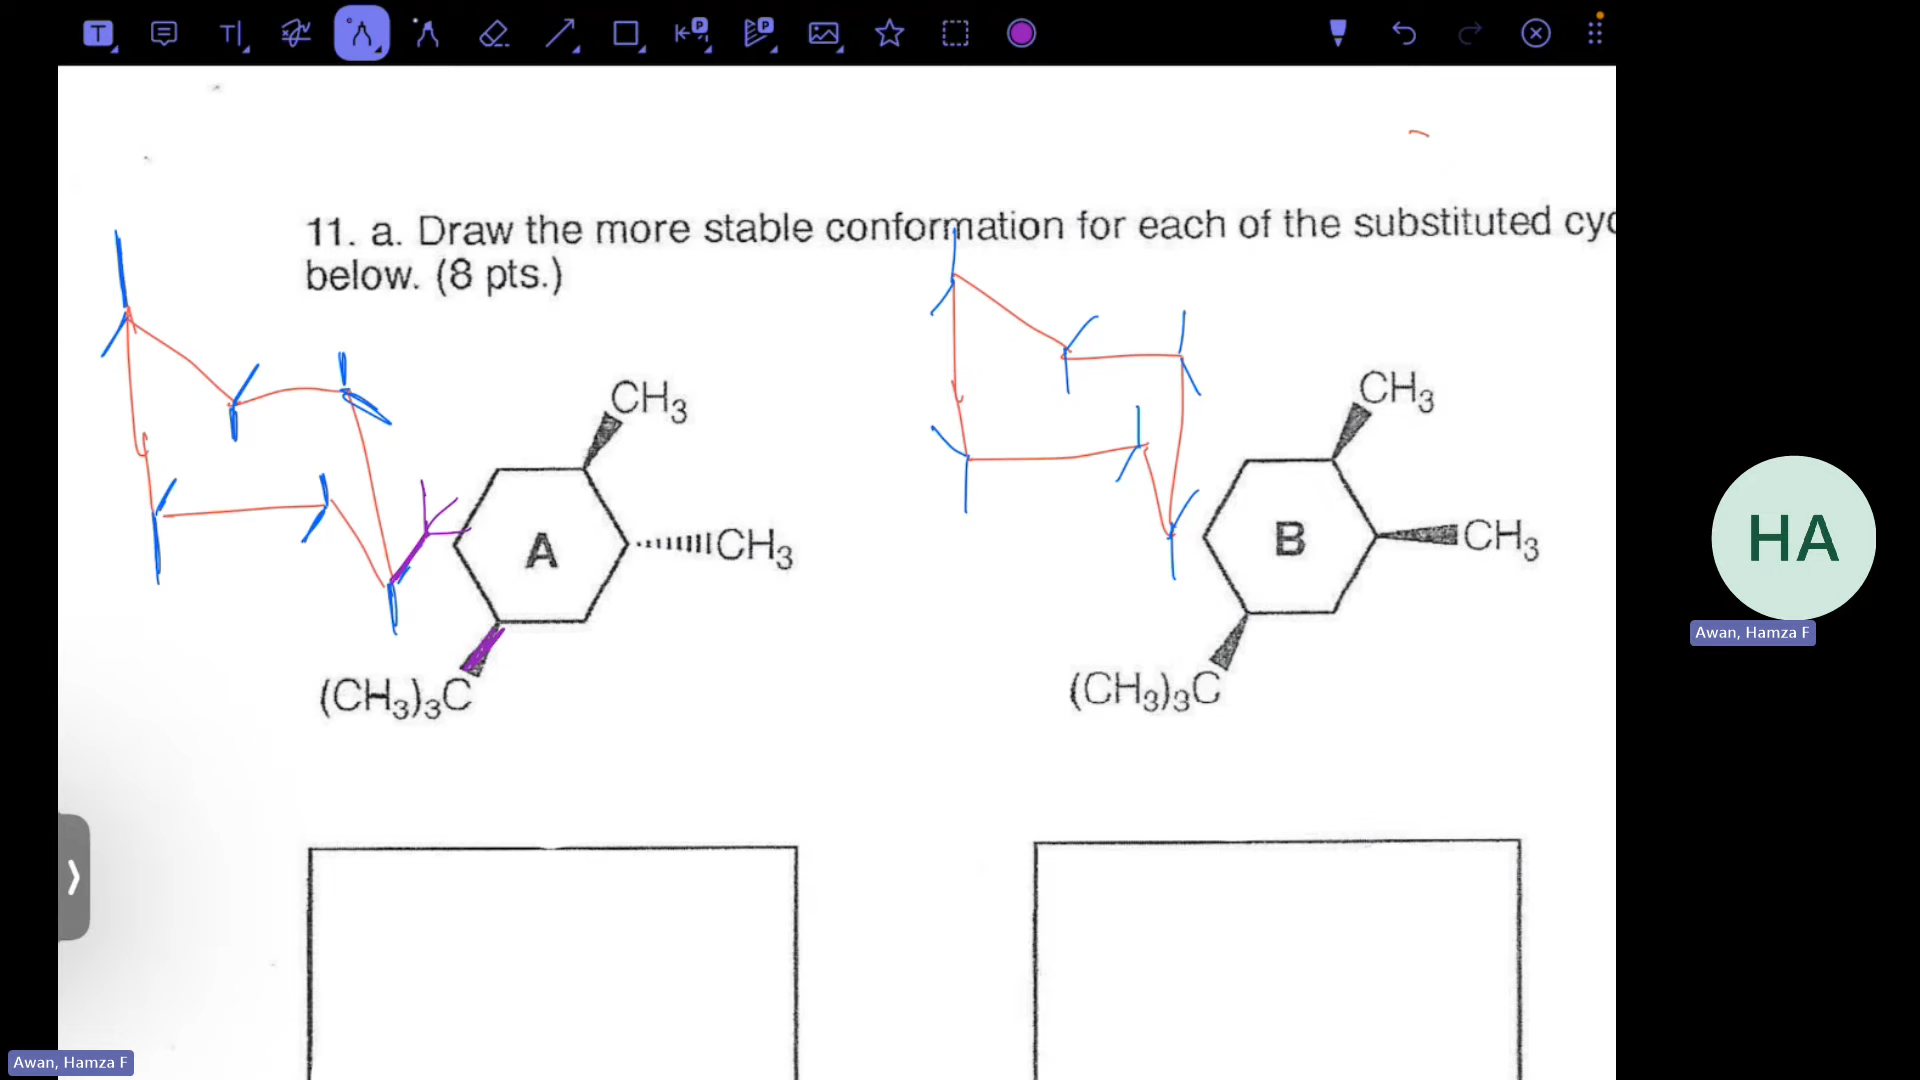 11. a. Draw the more stable conformation for each of the substituted cyc
below. (8 pts.)
CH₃
CH₃
A
CH₃
CH₃
B
(CH₃)₃C
(CH₃)₃C
HA
Awan, Hamza F
Awan, Hamza F